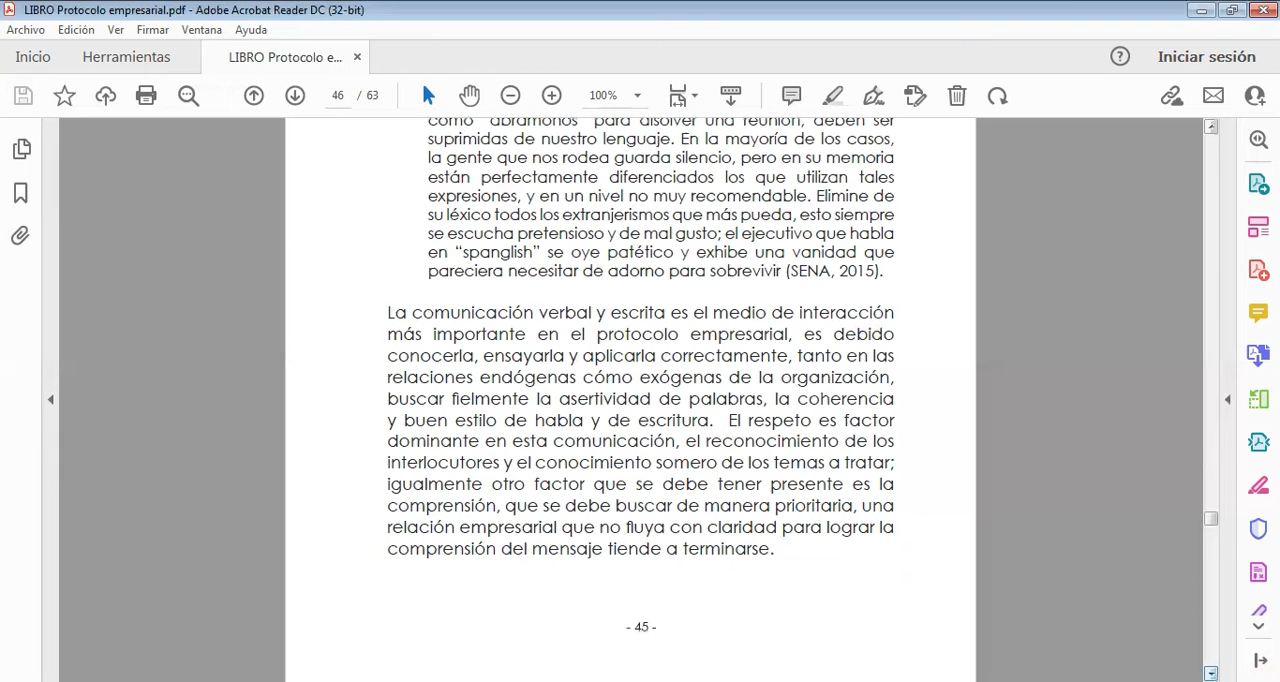 LIBRO Protocolo empresarial.pdf - Adobe Acrobat Reader DC (32-bit)
Archivo Edición Ver Firmar Ventana Ayuda
Inicio Herramientas LIBRO Protocolo e... × Iniciar sesión
46 / 63 100%
como "abrámonos" para disolver una reunión, deben ser
suprimidas de nuestro lenguaje. En la mayoría de los casos,
la gente que nos rodea guarda silencio, pero en su memoria
están perfectamente diferenciados los que utilizan tales
expresiones, y en un nivel no muy recomendable. Elimine de
su léxico todos los extranjerismos que más pueda, esto siempre
se escucha pretensioso y de mal gusto; el ejecutivo que habla
en “spanglish” se oye patético y exhibe una vanidad que
pareciera necesitar de adorno para sobrevivir (SENA, 2015).
La comunicación verbal y escrita es el medio de interacción
más importante en el protocolo empresarial, es debido
conocerla, ensayarla y aplicarla correctamente, tanto en las
relaciones endógenas cómo exógenas de la organización,
buscar fielmente la asertividad de palabras, la coherencia
y buen estilo de habla y de escritura. El respeto es factor
dominante en esta comunicación, el reconocimiento de los
interlocutores y el conocimiento somero de los temas a tratar;
igualmente otro factor que se debe tener presente es la
comprensión, que se debe buscar de manera prioritaria, una
relación empresarial que no fluya con claridad para lograr la
comprensión del mensaje tiende a terminarse.
- 45 -